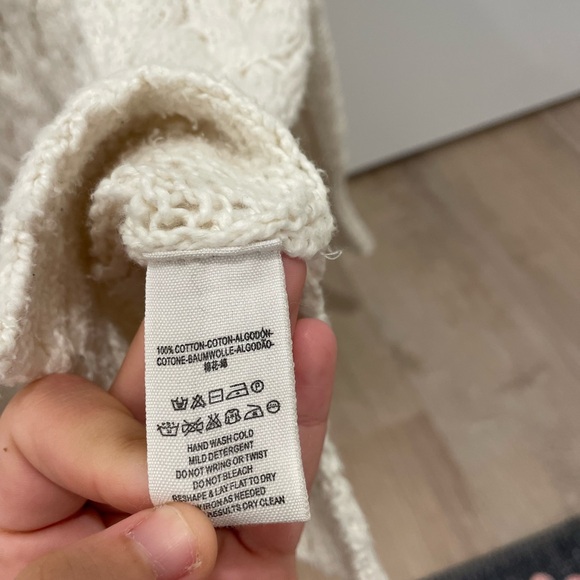 100% COTTON-COTON-ALGODÓN-
COTONE-BAUMWOLLE-ALGODÃO-
棉花-綿
HAND WASH COLD
MILD DETERGENT
DO NOT WRING OR TWIST
DO NOT BLEACH
RESHAPE & LAY FLAT TO DRY
IRON AS NEEDED
RESULTS DRY CLEAN